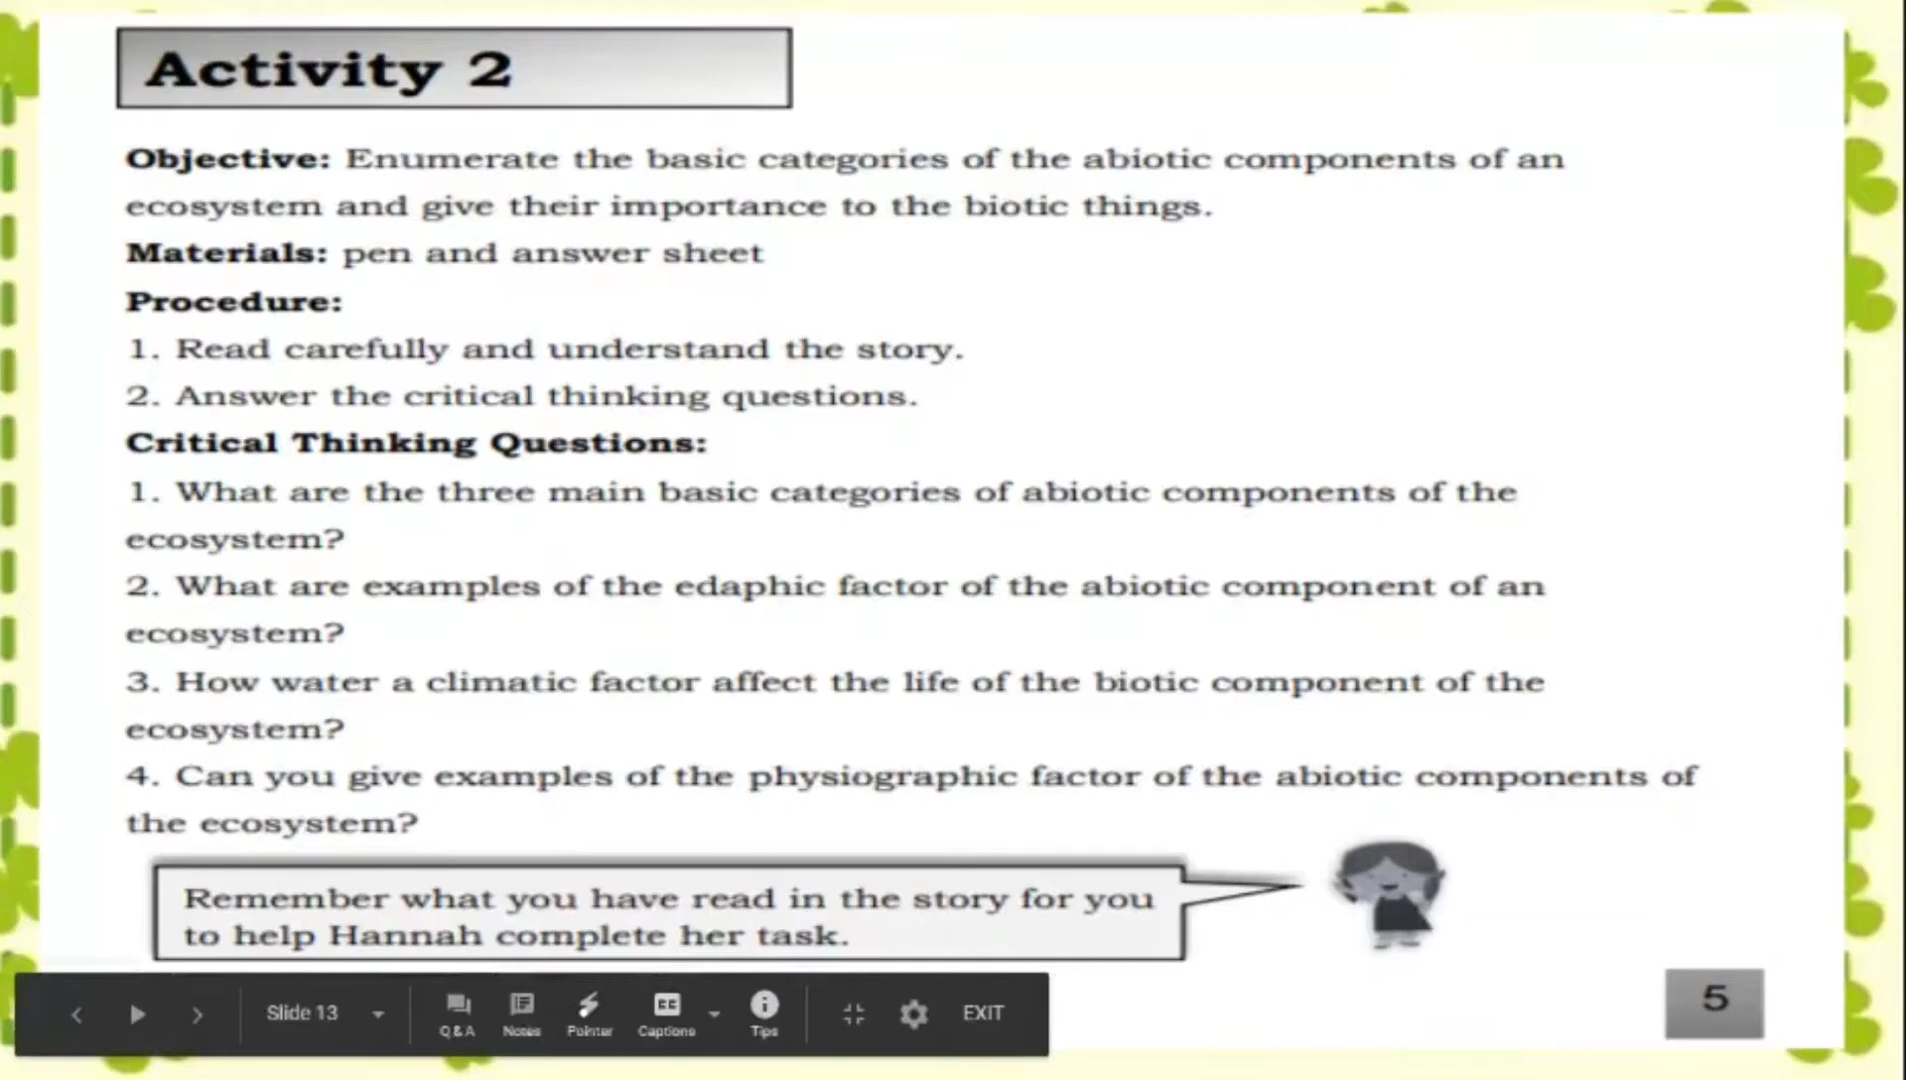 Activity 2
Objective: Enumerate the basic categories of the abiotic components of an
ecosystem and give their importance to the biotic things.
Materials: pen and answer sheet
Procedure:
1. Read carefully and understand the story.
2. Answer the critical thinking questions.
Critical Thinking Questions:
1. What are the three main basic categories of abiotic components of the
ecosystem?
2. What are examples of the edaphic factor of the abiotic component of an
ecosystem?
3. How water a climatic factor affect the life of the biotic component of the
ecosystem?
4. Can you give examples of the physiographic factor of the abiotic components of
the ecosystem?
Remember what you have read in the story for you
to help Hannah complete her task.
5
Slide 13
Q&A
Notes
Pointer
CC
Captions
Tips
EXIT